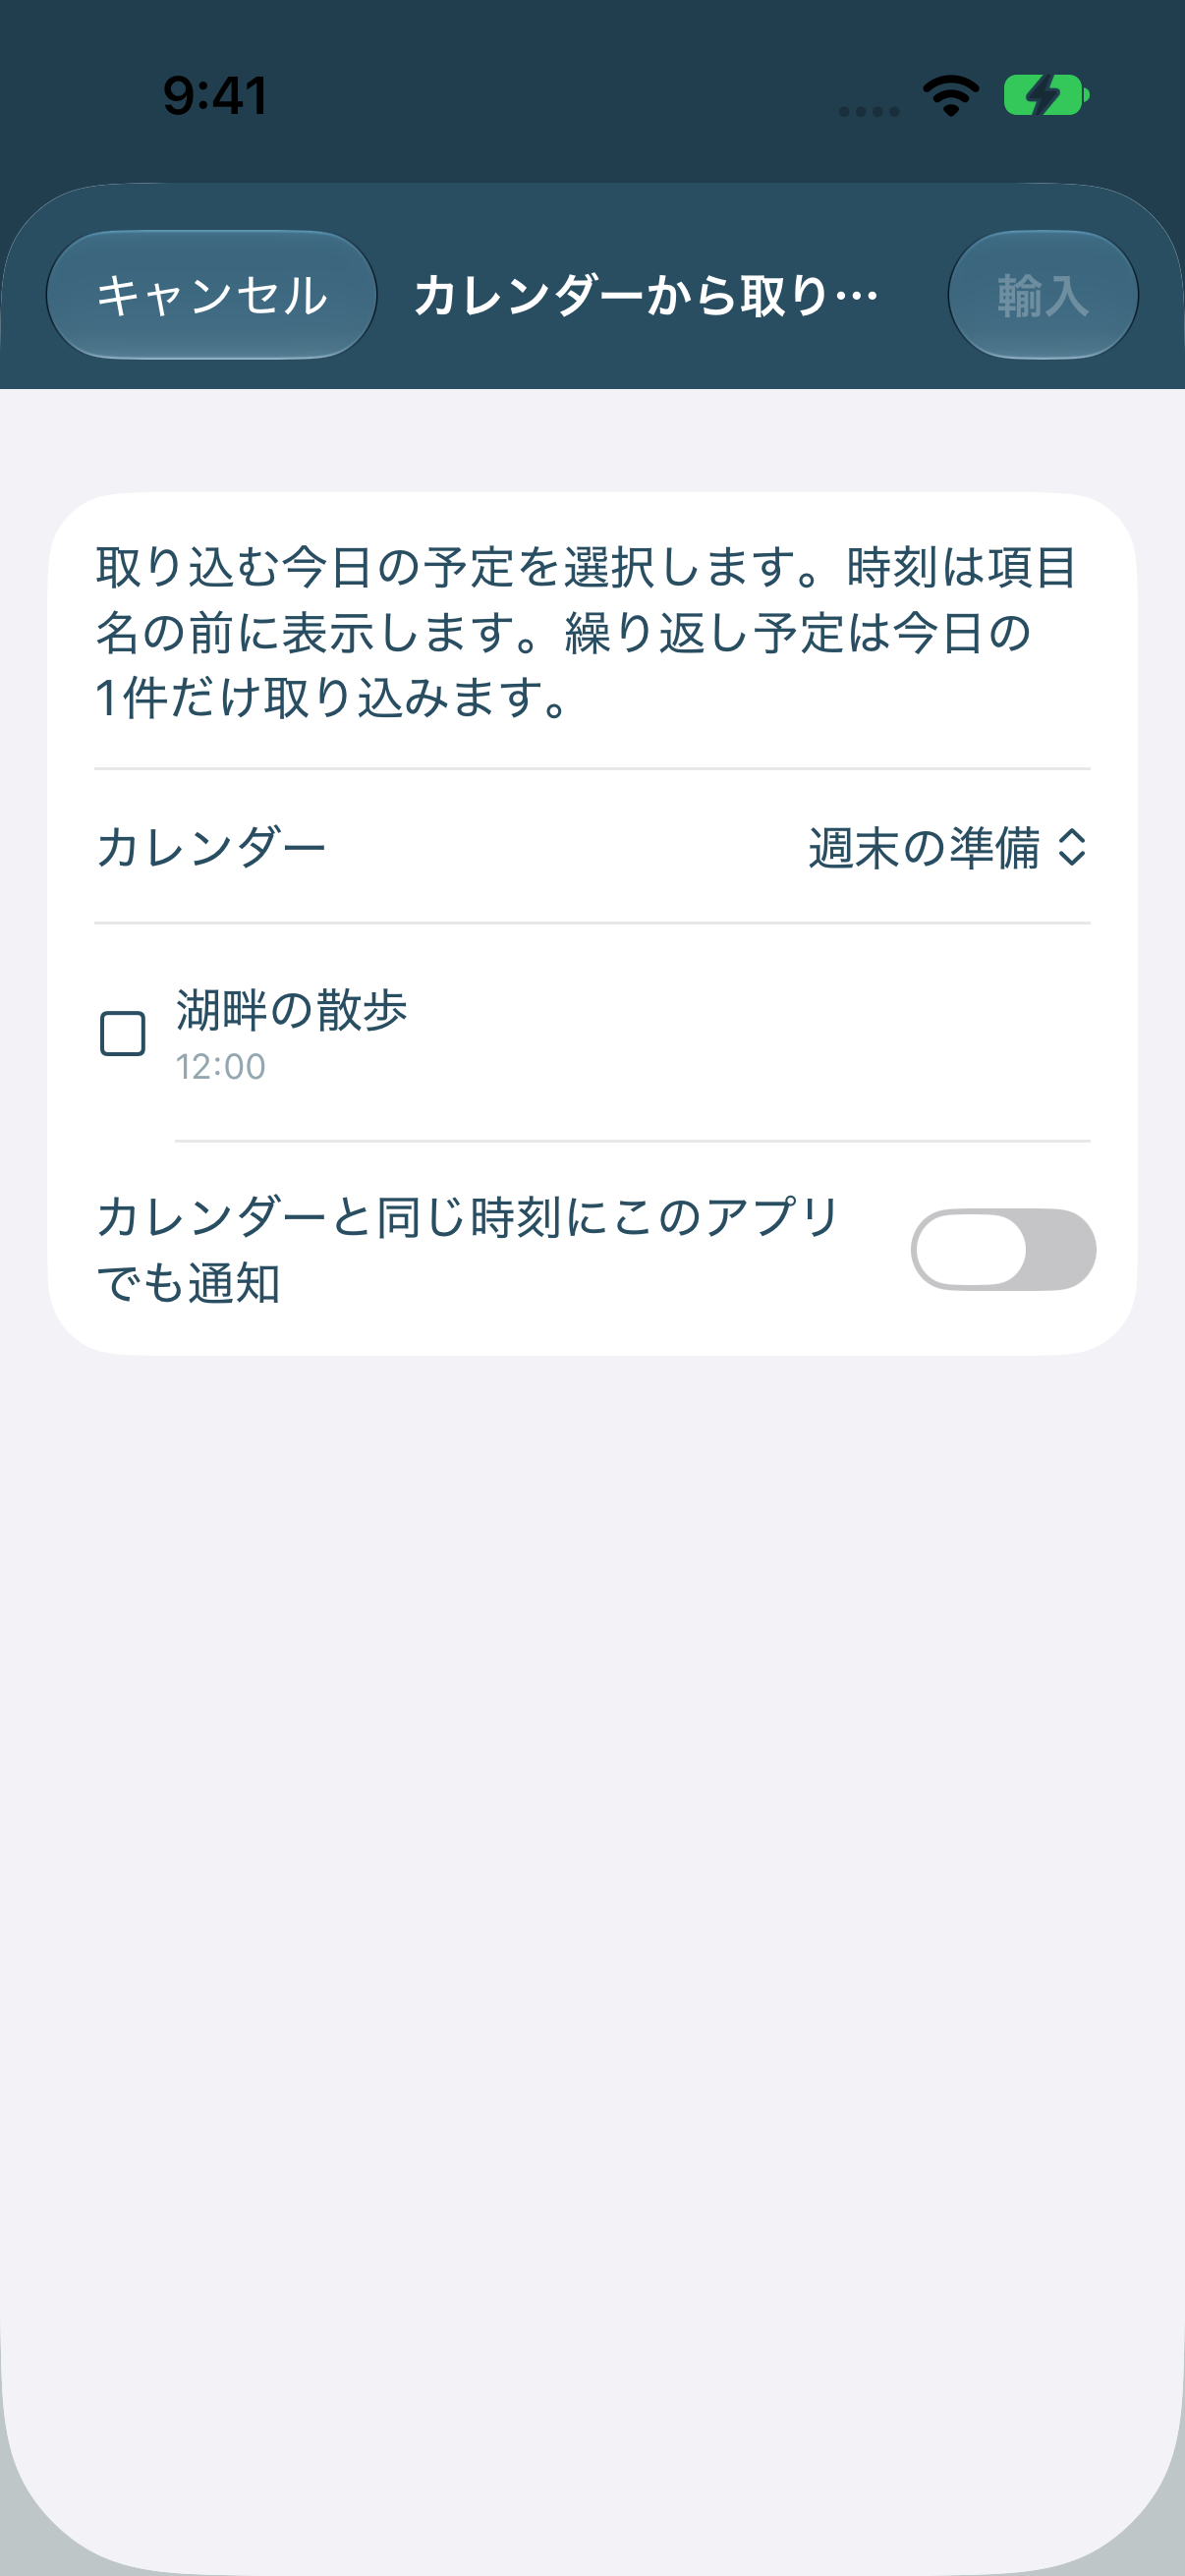 9:41
キャンセル
カレンダーから取り…
輸入
取り込む今日の予定を選択します。時刻は項目
名の前に表示します。繰り返し予定は今日の
1件だけ取り込みます。
カレンダー
週末の準備
湖畔の散歩
12:00
カレンダーと同じ時刻にこのアプリ
でも通知